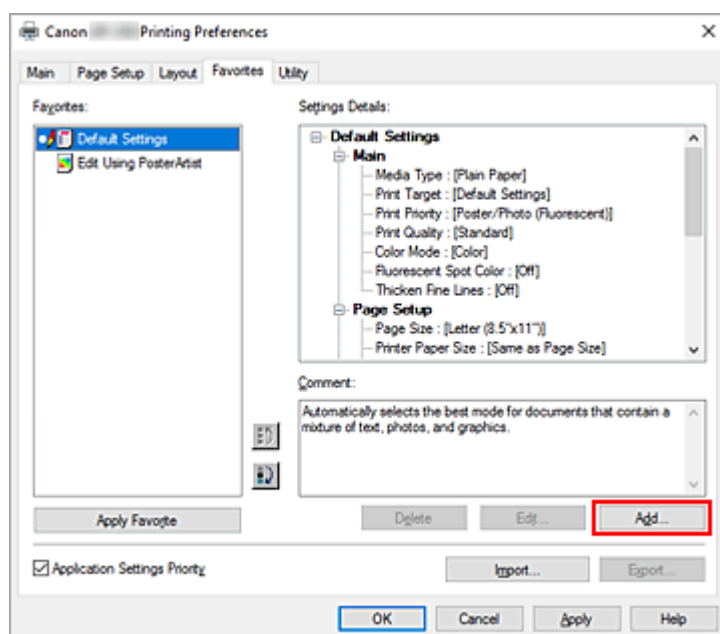 Canon Printing Preferences
Main Page Setup Layout Favorites Utility
Favorites:
Default Settings
Edit Using PosterArtist
Settings Details:
Default Settings
Main
Media Type : [Plain Paper]
Print Target : [Default Settings]
Print Priority : [Poster/Photo (Fluorescent)]
Print Quality : [Standard]
Color Mode : [Color]
Fluorescent Spot Color : [Off]
Thicken Fine Lines : [Off]
Page Setup
Page Size : [Letter (8.5"x11")]
Printer Paper Size : [Same as Page Size]
Comment:
Automatically selects the best mode for documents that contain a
mixture of text, photos, and graphics.
Apply Favorite
Delete Edit... Add...
Application Settings Priority
Import... Export...
OK Cancel Apply Help